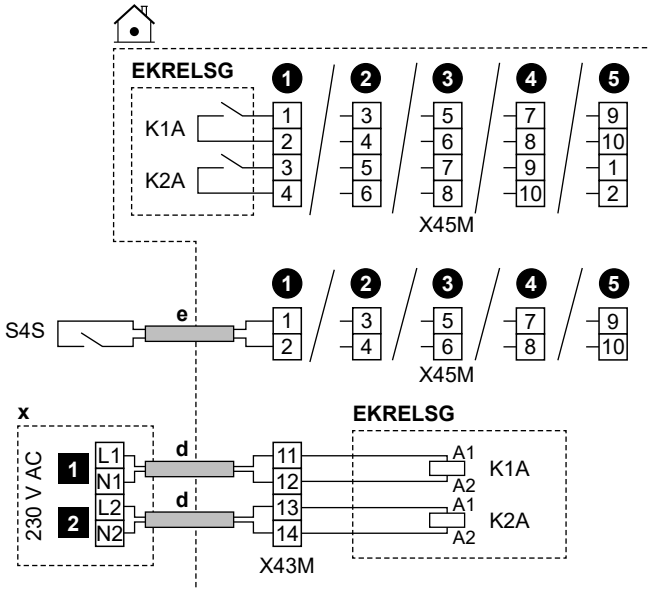 EKRELSG 1 2 3 4 5
K1A
K2A
1 3 5 7 9
2 4 6 8 10
3 5 7 9 1
4 6 8 10 2
X45M
1 2 3 4 5
S4S e
1 3 5 7 9
2 4 6 8 10
X45M
x EKRELSG
230 V AC
1 L1 d 11 A1
N1 12 A2 K1A
2 L2 d 13 A1
N2 14 A2 K2A
X43M